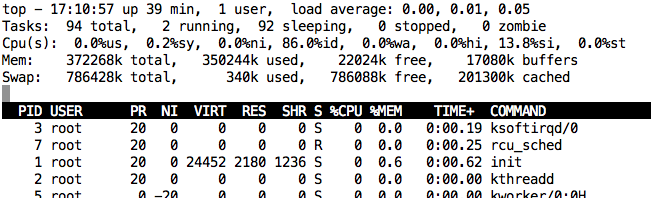 top - 17:10:57 up 39 min,  1 user,  load average: 0.00, 0.01, 0.05
Tasks:  94 total,   2 running,  92 sleeping,   0 stopped,   0 zombie
Cpu(s):  0.0%us,  0.2%sy,  0.0%ni, 86.0%id,  0.0%wa,  0.0%hi, 13.8%si,  0.0%st
Mem:    372268k total,   350244k used,    22024k free,    17080k buffers
Swap:   786428k total,      340k used,   786088k free,   201300k cached
PID USER      PR  NI  VIRT  RES  SHR S %CPU %MEM    TIME+  COMMAND
3 root      20   0     0    0    0 S    0  0.0   0:00.19 ksoftirqd/0
7 root      20   0     0    0    0 R    0  0.0   0:00.25 rcu_sched
1 root      20   0 24452 2180 1236 S    0  0.6   0:00.62 init
2 root      20   0     0    0    0 S    0  0.0   0:00.00 kthreadd
5 root       0 -20     0    0    0 S    0  0.0   0:00.00 kworker/0:0H